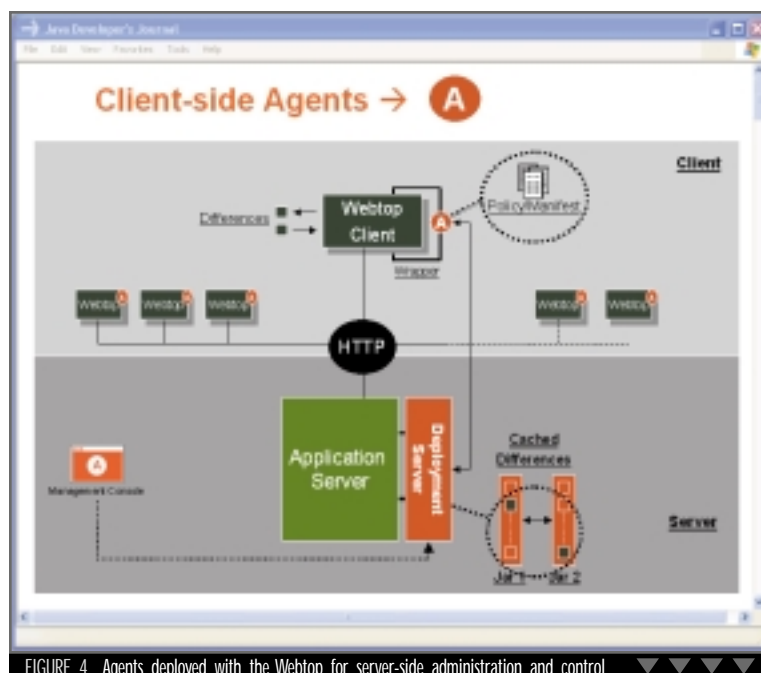 Java Developer's Journal
File Edit View Favorites Tools Help
Client-side Agents → A
Client
Differences
Webtop
Client
A
Policy/Manifest
Wrapper
Webtop
Webtop
Webtop
Webtop
Webtop
HTTP
Application
Server
Deployment
Server
Cached
Differences
A
Management Console
Server
Jar 1
Jar 2
FIGURE 4 Agents deployed with the Webtop for server-side administration and control